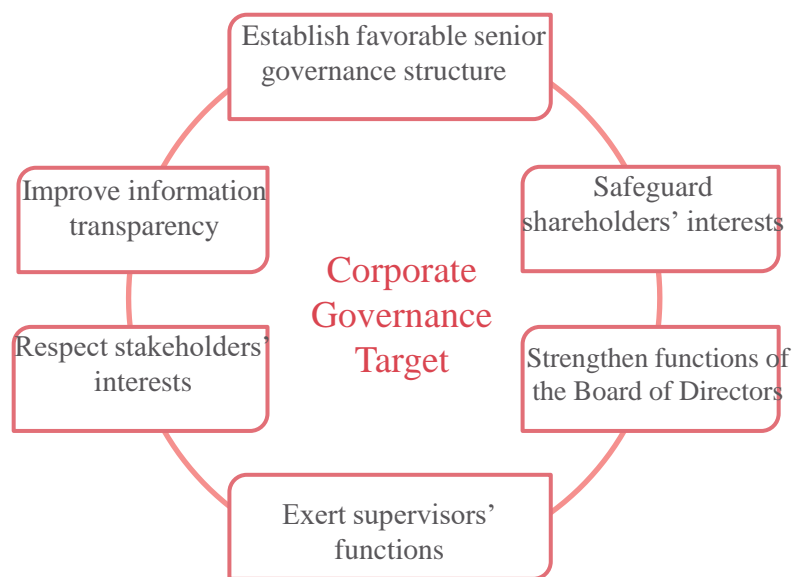 Establish favorable senior
governance structure
Improve information
transparency
Safeguard
shareholders’ interests
Corporate
Governance
Target
Respect stakeholders’
interests
Strengthen functions of
the Board of Directors
Exert supervisors’
functions